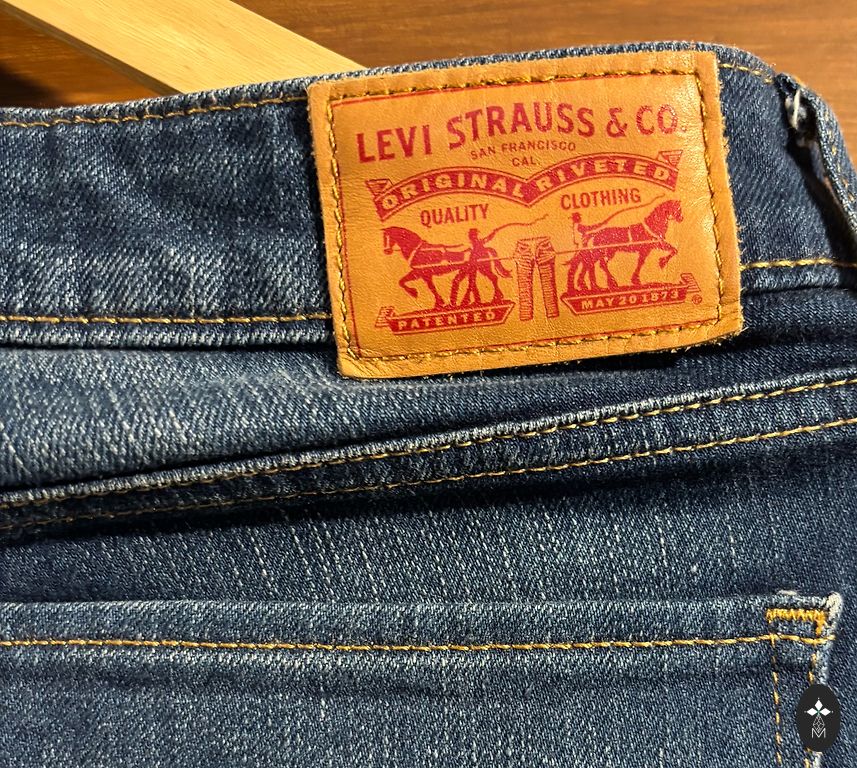 LEVI STRAUSS & CO.
SAN FRANCISCO
CAL.
ORIGINAL RIVETED
QUALITY CLOTHING
PATENTED MAY 20 1873 ®
M